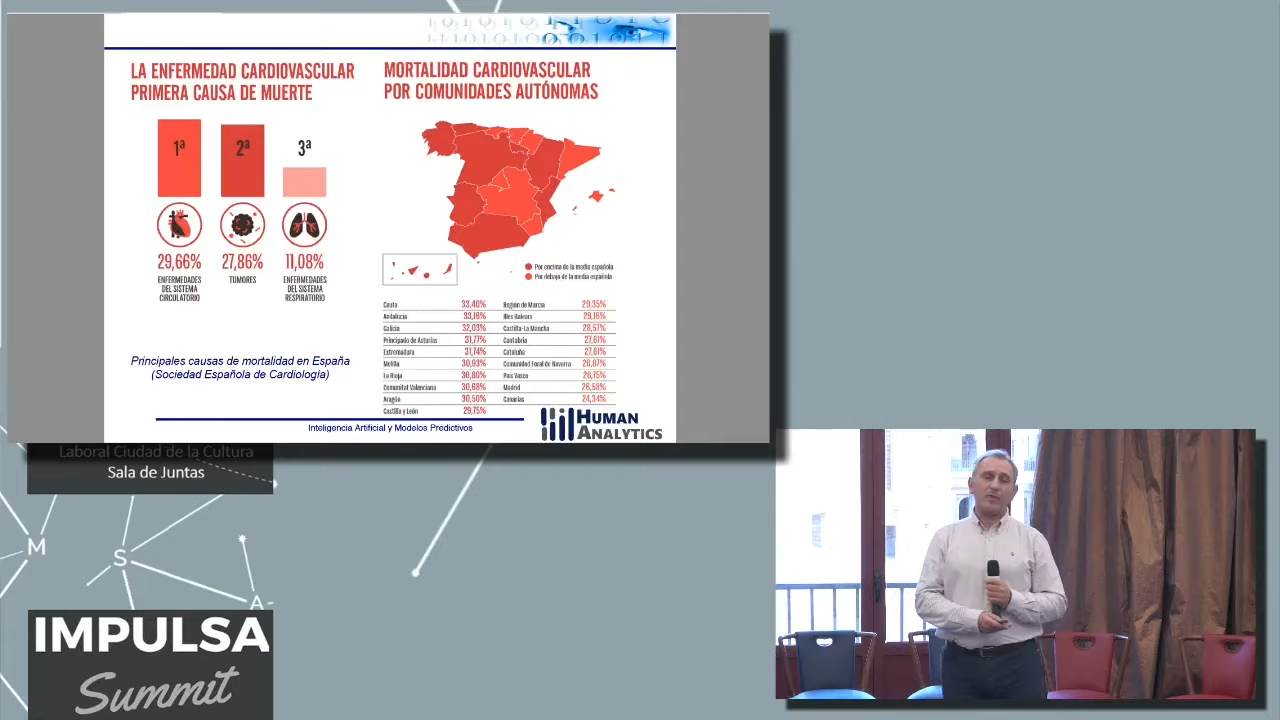 LA ENFERMEDAD CARDIOVASCULAR
PRIMERA CAUSA DE MUERTE
1ª
2ª
3ª
29,66%
27,86%
11,08%
ENFERMEDADES
DEL SISTEMA
CIRCULATORIO
TUMORES
ENFERMEDADES
DEL SISTEMA
RESPIRATORIO
Principales causas de mortalidad en España
(Sociedad Española de Cardiología)
MORTALIDAD CARDIOVASCULAR
POR COMUNIDADES AUTÓNOMAS
Por encima de la media española
Por debajo de la media española
Ceuta 33,40%
Andalucía 33,16%
Galicia 32,03%
Principado de Asturias 31,77%
Extremadura 31,74%
Melilla 30,93%
La Rioja 30,80%
Comunitat Valenciana 30,68%
Aragón 30,50%
Castilla y León 29,75%
Región de Murcia 29,35%
Illes Balears 29,16%
Castilla-La Mancha 28,57%
Cantabria 27,61%
Cataluña 27,61%
Comunidad Foral de Navarra 26,87%
País Vasco 26,75%
Madrid 26,58%
Canarias 24,34%
Inteligencia Artificial y Modelos Predictivos
HUMAN
ANALYTICS
Laboral Ciudad de la Cultura
Sala de Juntas
M
S
A
IMPULSA
Summit